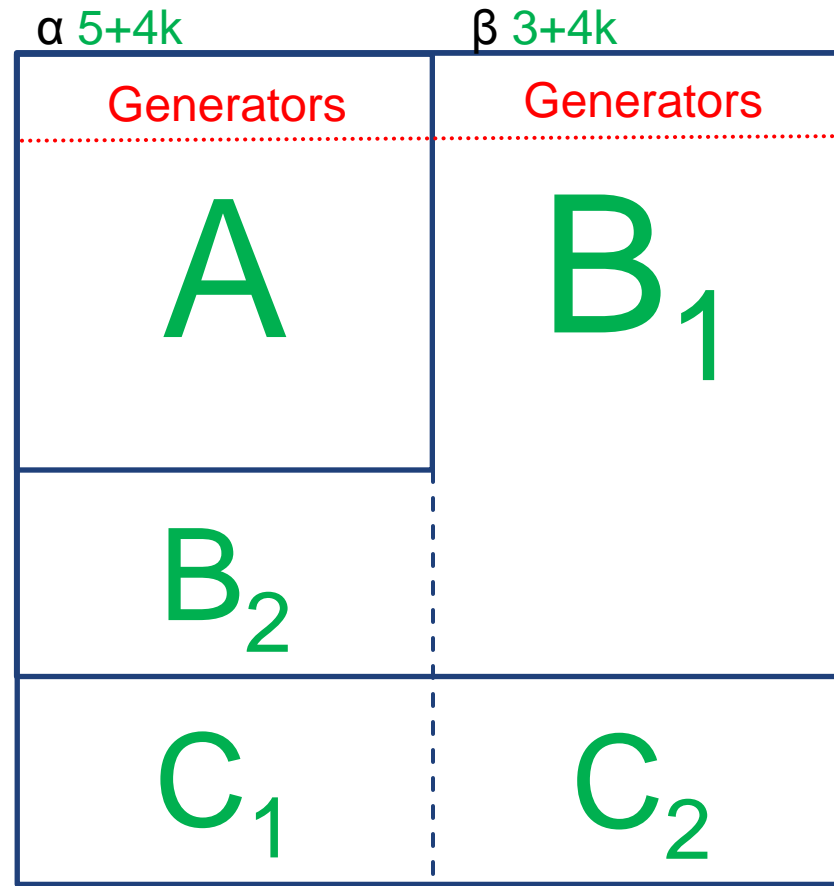 α 5+4k β 3+4k
Generators Generators
A B₁
B₂
C₁ C₂